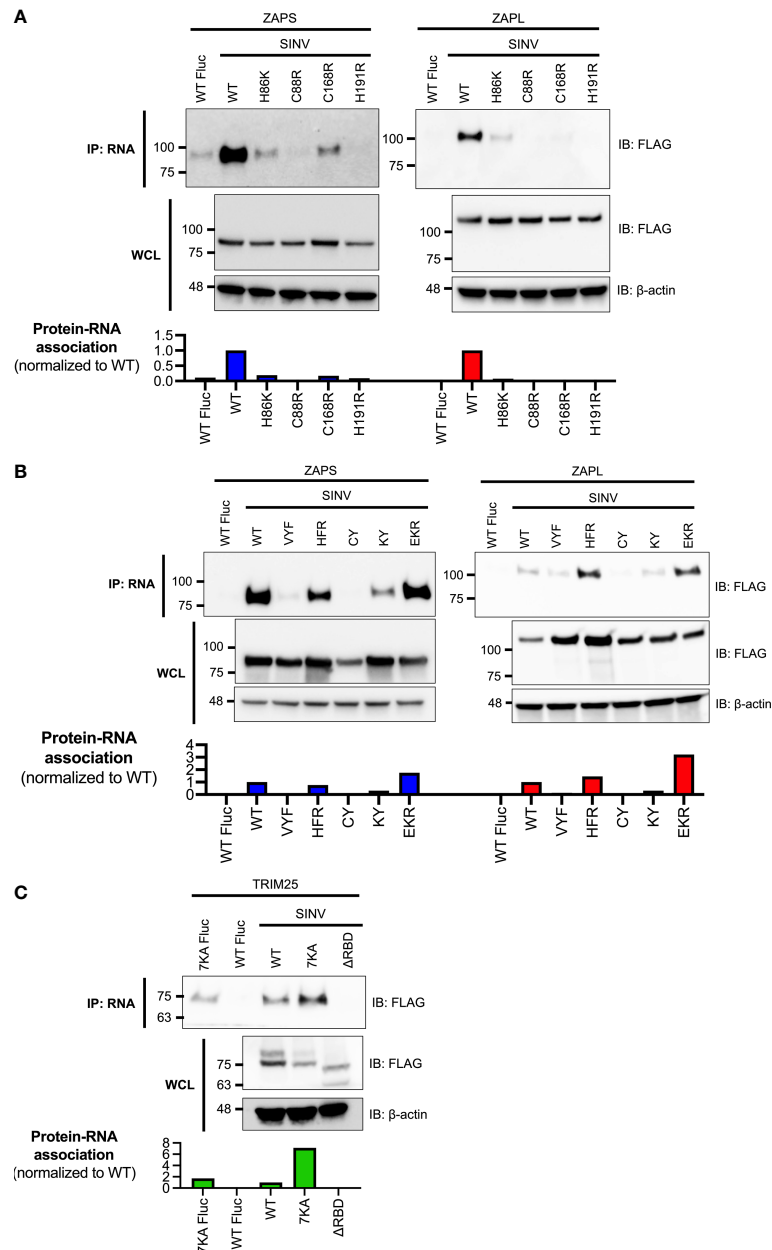 A
ZAPS
ZAPL
SINV
SINV
WT Fluc
WT
H86K
C88R
C168R
H191R
WT Fluc
WT
H86K
C88R
C168R
H191R
IP: RNA
100
75
100
75
IB: FLAG
WCL
100
75
100
75
IB: FLAG
48
48
IB: β-actin
Protein-RNA
association
(normalized to WT)
1.5
1.0
0.5
0.0
WT Fluc
WT
H86K
C88R
C168R
H191R
WT Fluc
WT
H86K
C88R
C168R
H191R
B
ZAPS
ZAPL
SINV
SINV
WT Fluc
WT
VYF
HFR
CY
KY
EKR
WT Fluc
WT
VYF
HFR
CY
KY
EKR
IP: RNA
100
75
100
75
IB: FLAG
WCL
100
75
100
75
IB: FLAG
48
48
IB: β-actin
Protein-RNA
association
(normalized to WT)
4
3
2
1
0
WT Fluc
WT
VYF
HFR
CY
KY
EKR
WT Fluc
WT
VYF
HFR
CY
KY
EKR
C
TRIM25
SINV
7KA Fluc
WT Fluc
WT
7KA
ΔRBD
IP: RNA
75
63
IB: FLAG
WCL
75
63
IB: FLAG
48
IB: β-actin
Protein-RNA
association
(normalized to WT)
8
6
4
2
0
7KA Fluc
WT Fluc
WT
7KA
ΔRBD